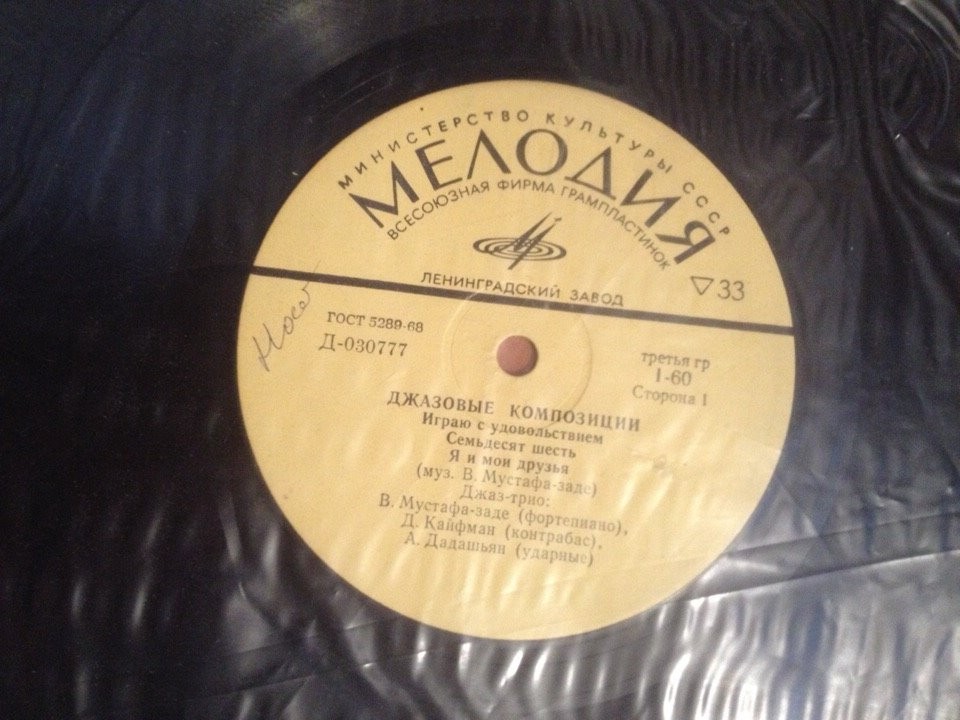 МИНИСТЕРСТВО КУЛЬТУРЫ СССР
МЕЛОДИЯ
ВСЕСОЮЗНАЯ ФИРМА ГРАМПЛАСТИНОК
ЛЕНИНГРАДСКИЙ ЗАВОД
▽33
ГОСТ 5289-68
Д-030777
третья гр
1-60
Сторона 1
ДЖАЗОВЫЕ КОМПОЗИЦИИ
Играю с удовольствием
Семьдесят шесть
Я и мои друзья
(муз. В. Мустафа-заде)
Джаз-трио:
В. Мустафа-заде (фортепиано),
Д. Кайфман (контрабас),
А. Дадашьян (ударные)